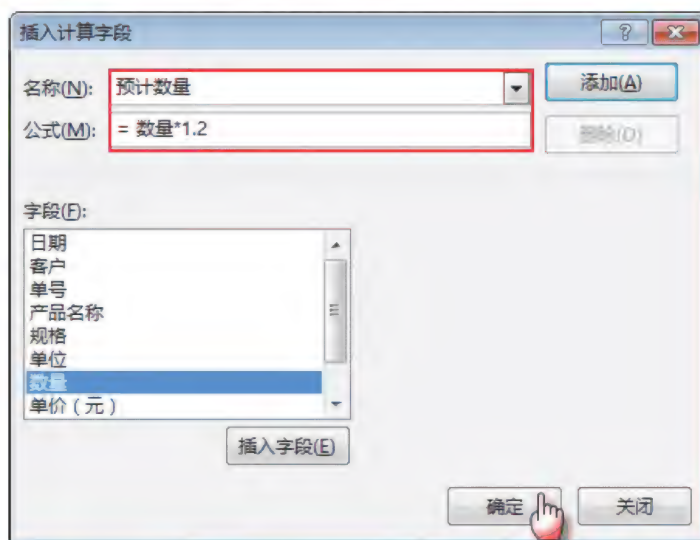 插入计算字段
名称(N): 预计数量 添加(A)
公式(M): = 数量*1.2 删除(D)
字段(F):
日期
客户
单号
产品名称
规格
单位
数量
单价（元）
插入字段(E)
确定 关闭